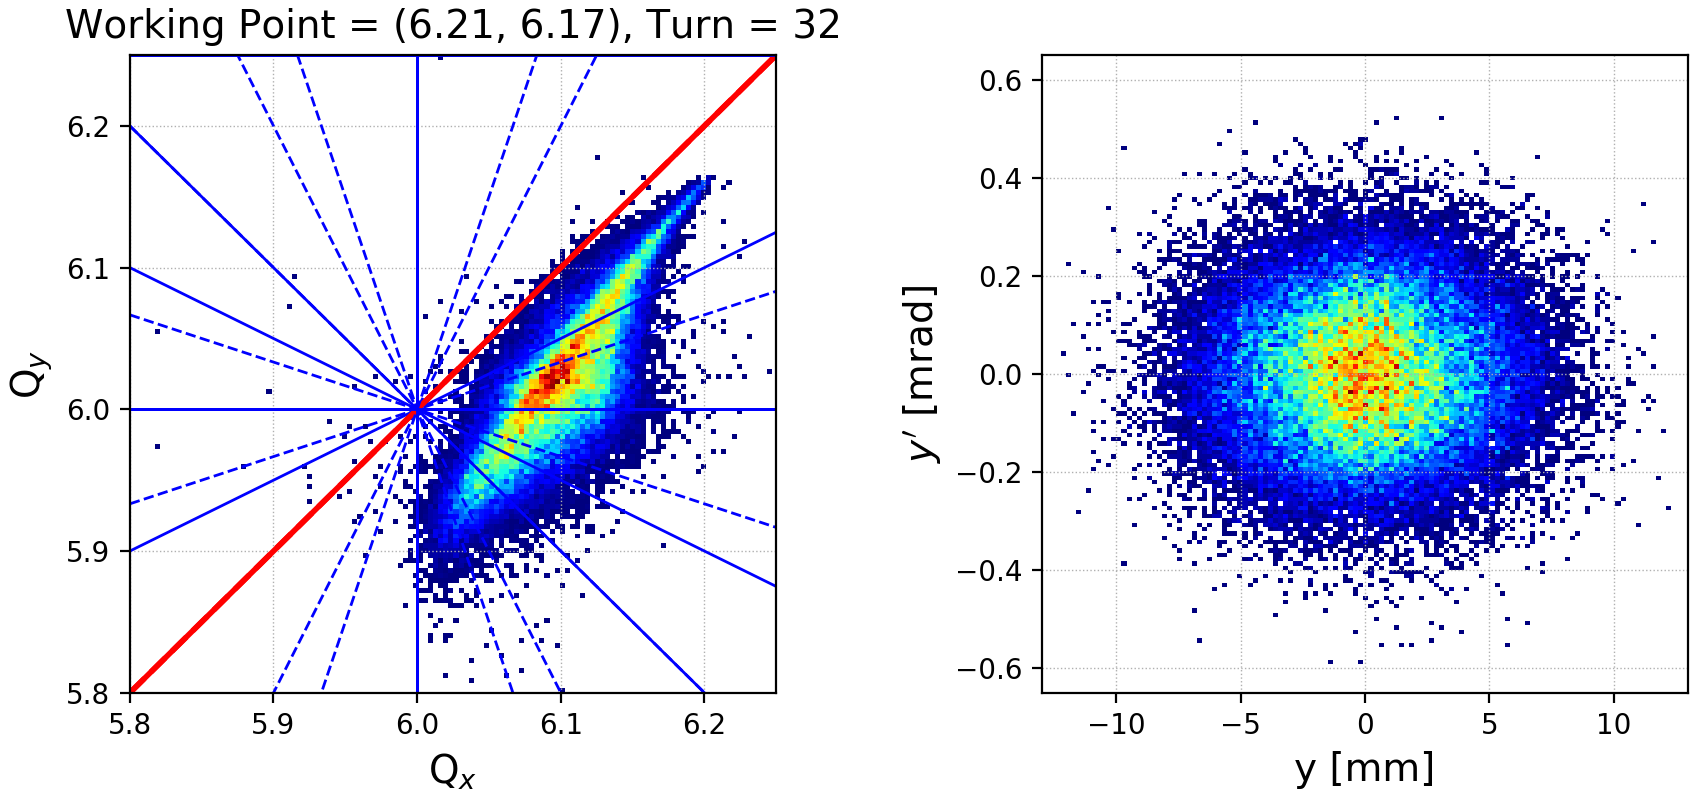 Working Point = (6.21, 6.17), Turn = 32
6.2
6.1
6.0
5.9
5.8
Q_y
5.8 5.9 6.0 6.1 6.2
Q_x
0.6
0.4
0.2
0.0
−0.2
−0.4
−0.6
y′ [mrad]
−10 −5 0 5 10
y [mm]